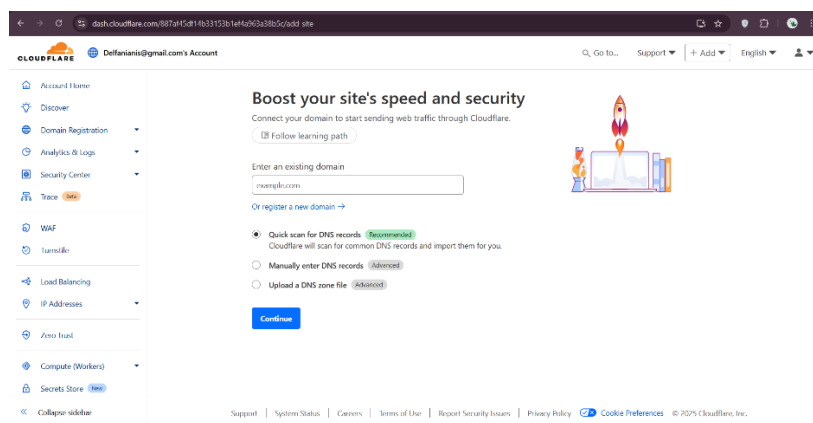 dash.cloudflare.com/887af45df14b33153b1ef4a963a38b5c/add site
CLOUDFLARE
Delfanianis@gmail.com's Account
Go to...
Support
+ Add
English
Account Home
Discover
Domain Registration
Analytics & Logs
Security Center
Trace Beta
WAF
Turnstile
Load Balancing
IP Addresses
Zero Trust
Compute (Workers)
Secrets Store New
Collapse sidebar
Boost your site's speed and security
Connect your domain to start sending web traffic through Cloudflare.
Follow learning path
Enter an existing domain
example.com
Or register a new domain →
Quick scan for DNS records Recommended
Cloudflare will scan for common DNS records and import them for you.
Manually enter DNS records Advanced
Upload a DNS zone file Advanced
Continue
Support | System Status | Careers | Terms of Use | Report Security Issues | Privacy Policy Cookie Preferences © 2025 Cloudflare, Inc.